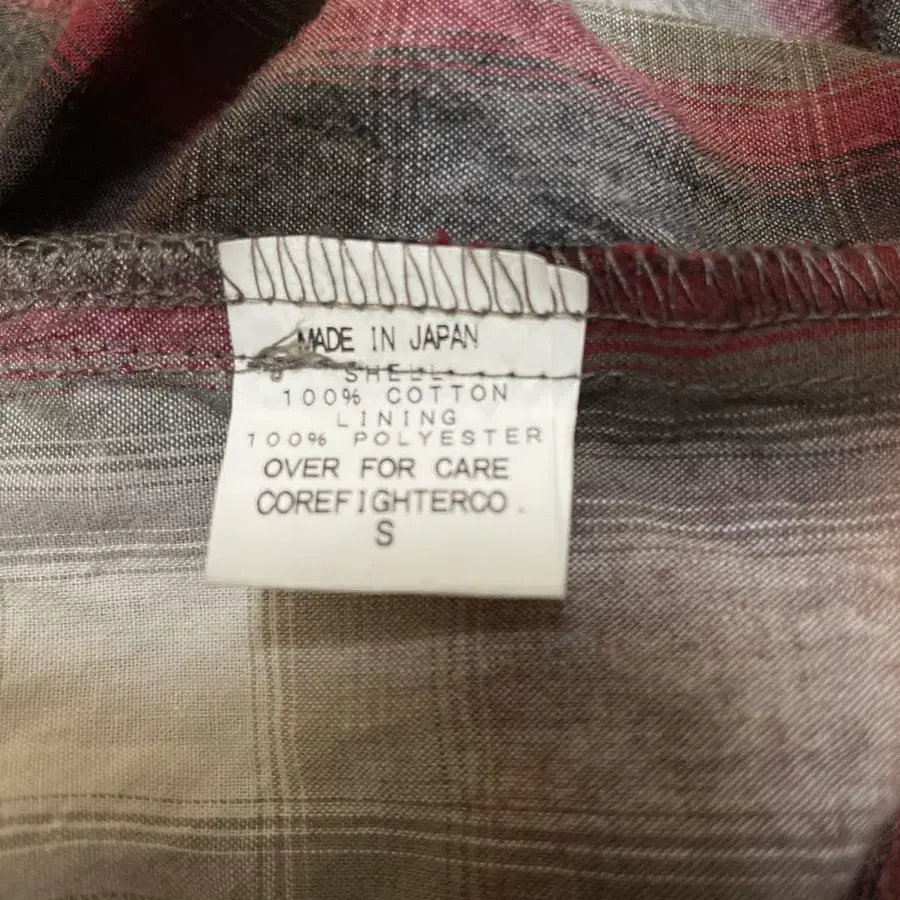 MADE IN JAPAN
SHELL
100% COTTON
LINING
100% POLYESTER
OVER FOR CARE
COREFIGHTERCO.
S